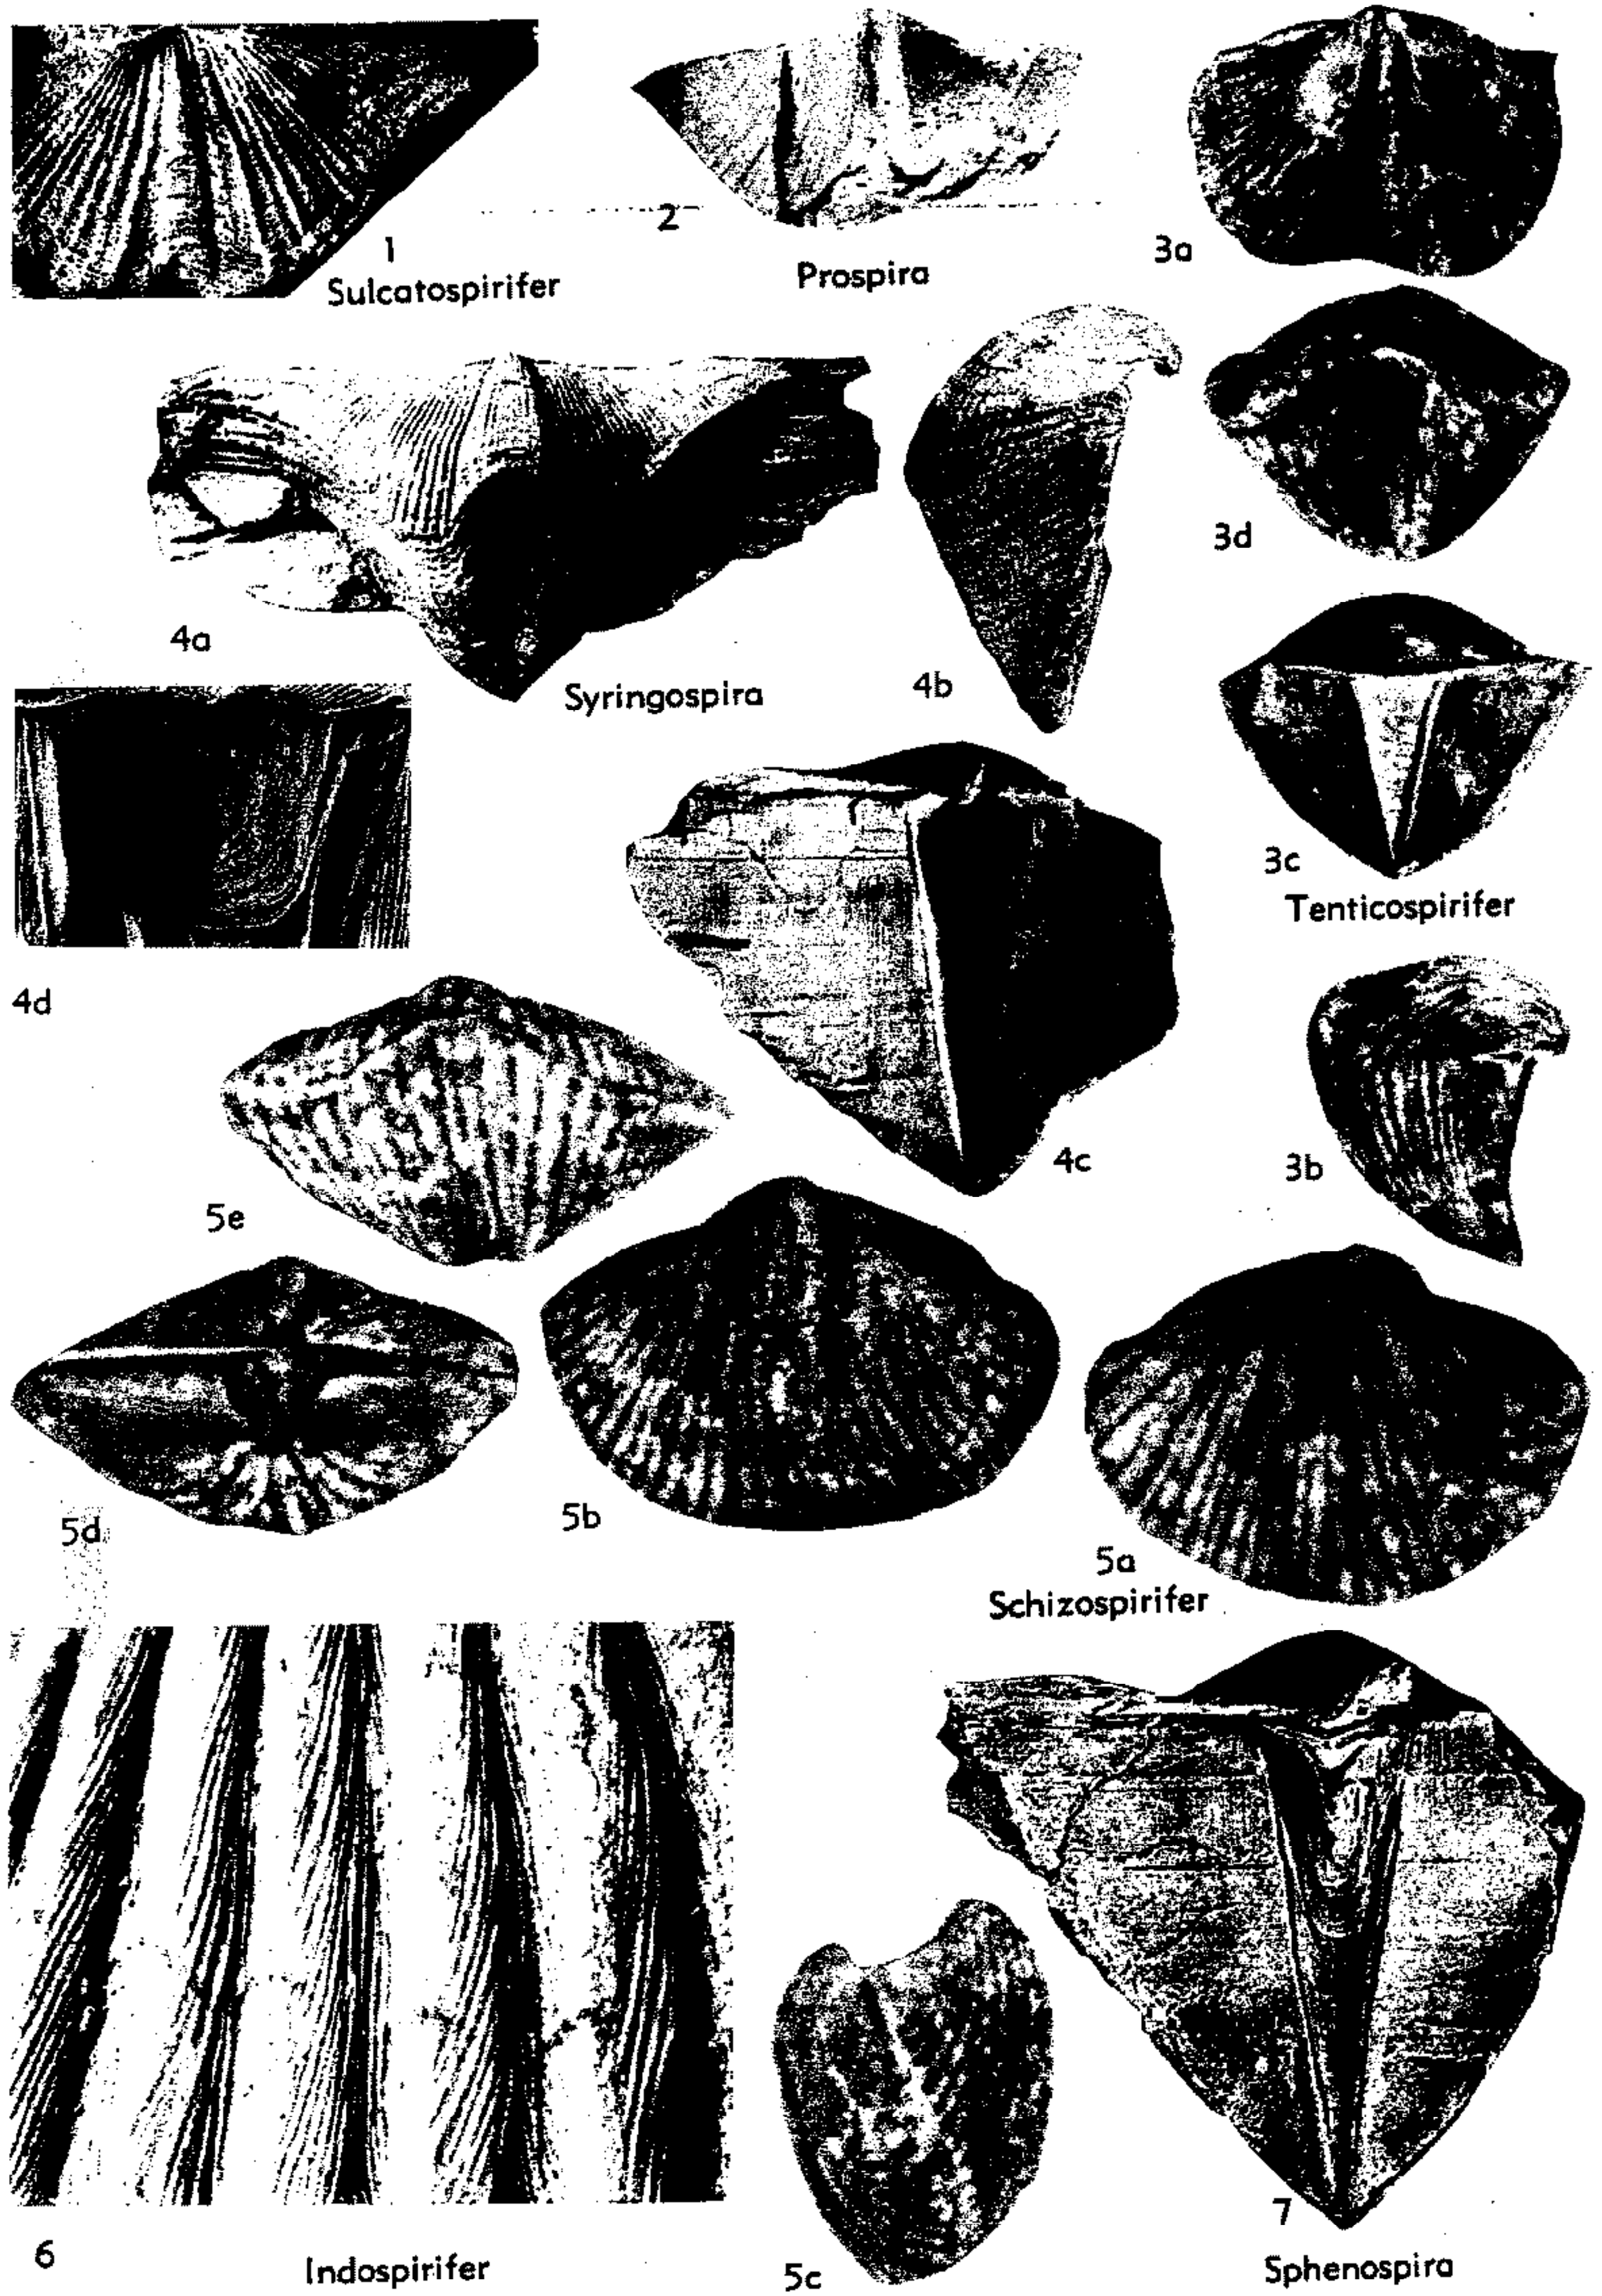 1
Sulcatospirifer
2
Prospira
3a
3d
4a
Syringospira
4b
3c
Tenticospirifer
4d
4c
3b
5e
5d
5b
5a
Schizospirifer
6
Indospirifer
5c
7
Sphenospira